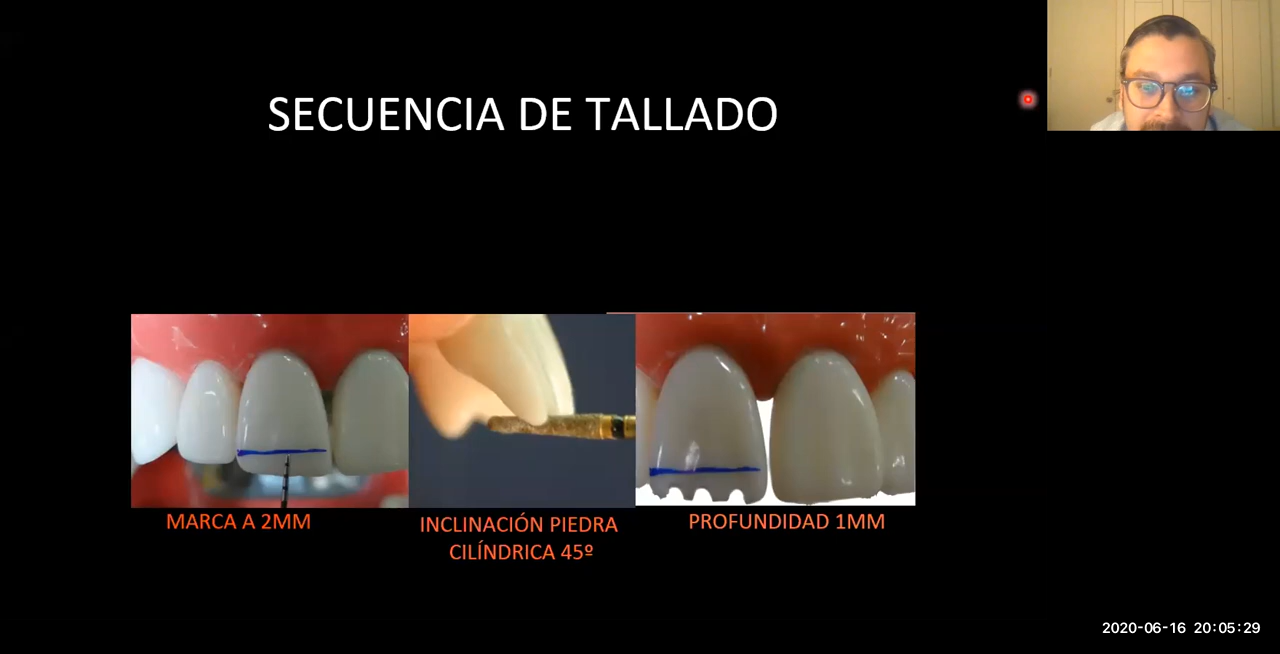 SECUENCIA DE TALLADO
MARCA A 2MM
INCLINACIÓN PIEDRA
CILÍNDRICA 45º
PROFUNDIDAD 1MM
2020-06-16 20:05:29